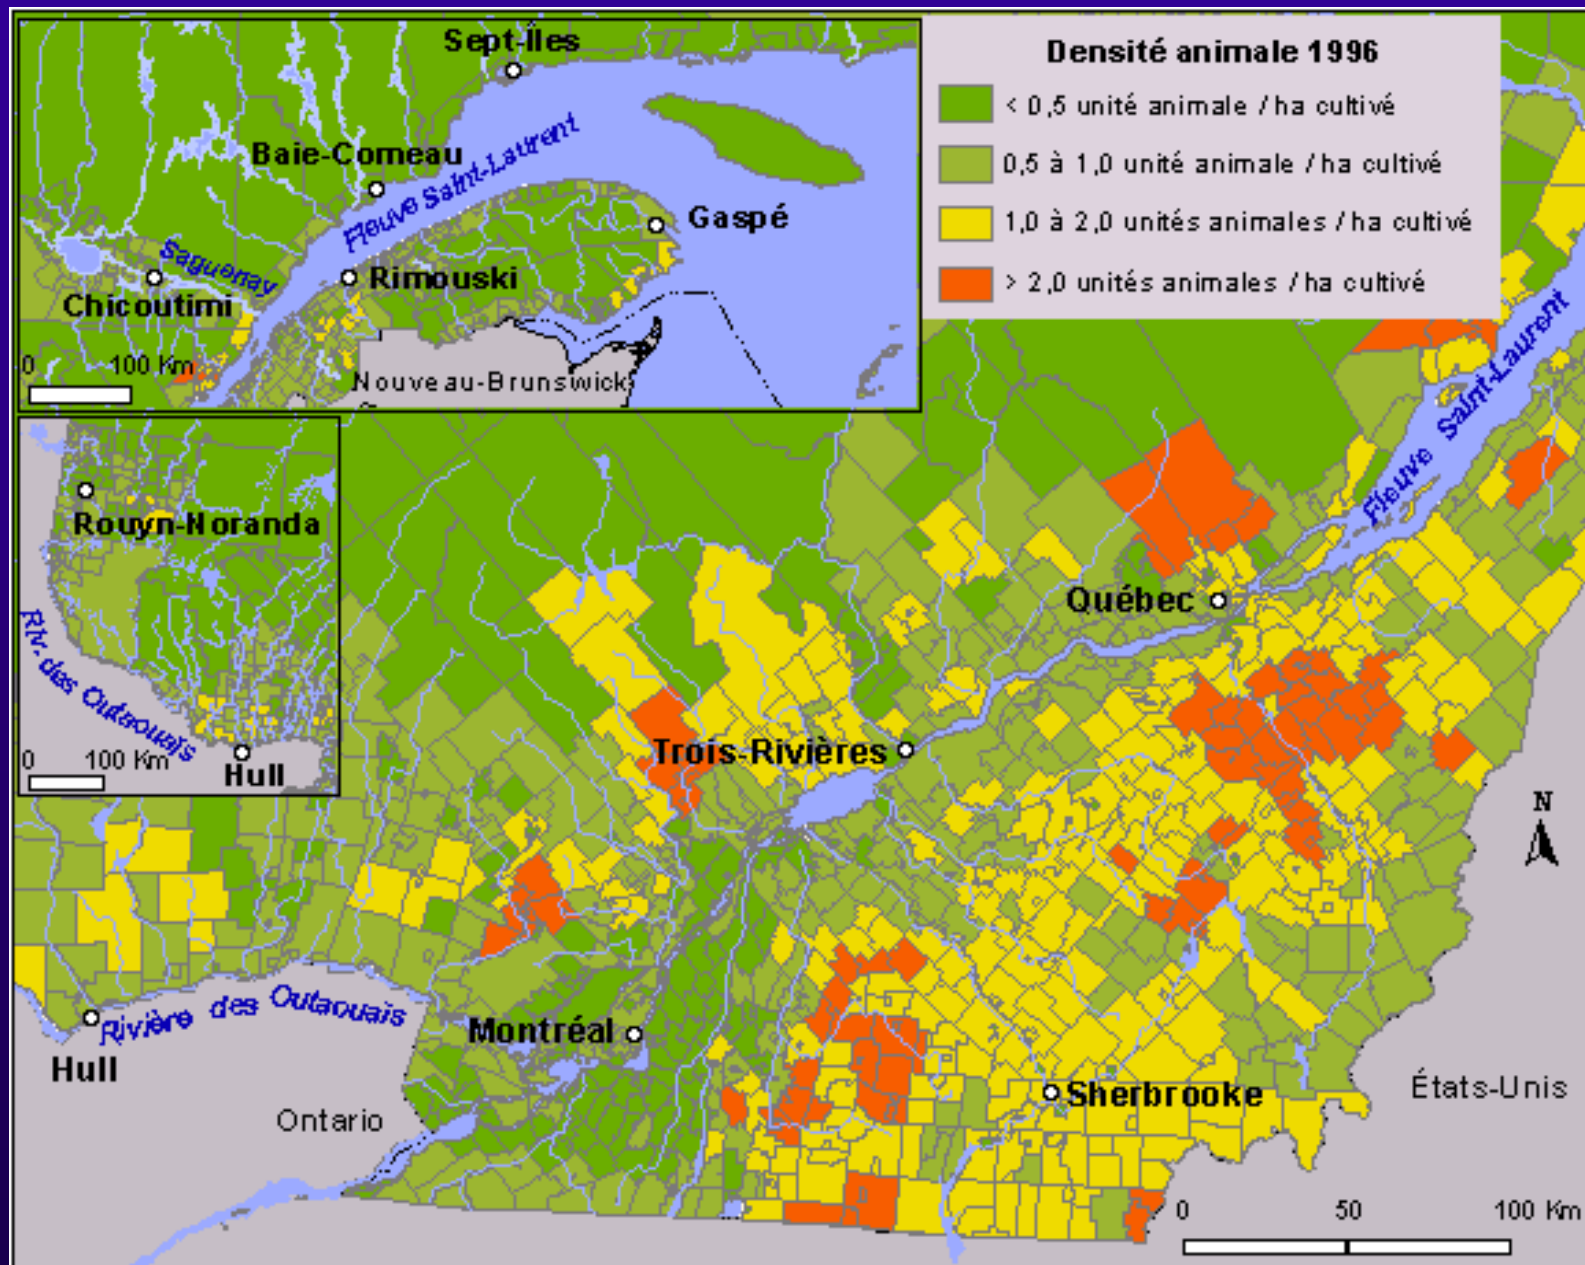 Densité animale 1996
< 0,5 unité animale / ha cultivé
0,5 à 1,0 unité animale / ha cultivé
1,0 à 2,0 unités animales / ha cultivé
> 2,0 unités animales / ha cultivé
Sept-Îles
Baie-Comeau
Fleuve Saint-Laurent
Gaspé
Saguenay
Rimouski
Chicoutimi
0 100 Km
Nouveau-Brunswick
Rouyn-Noranda
Riv. des Outaouais
0 100 Km
Hull
Fleuve Saint-Laurent
Québec
Trois-Rivières
N
Rivière des Outaouais
Montréal
Hull
Sherbrooke
États-Unis
Ontario
0 50 100 Km